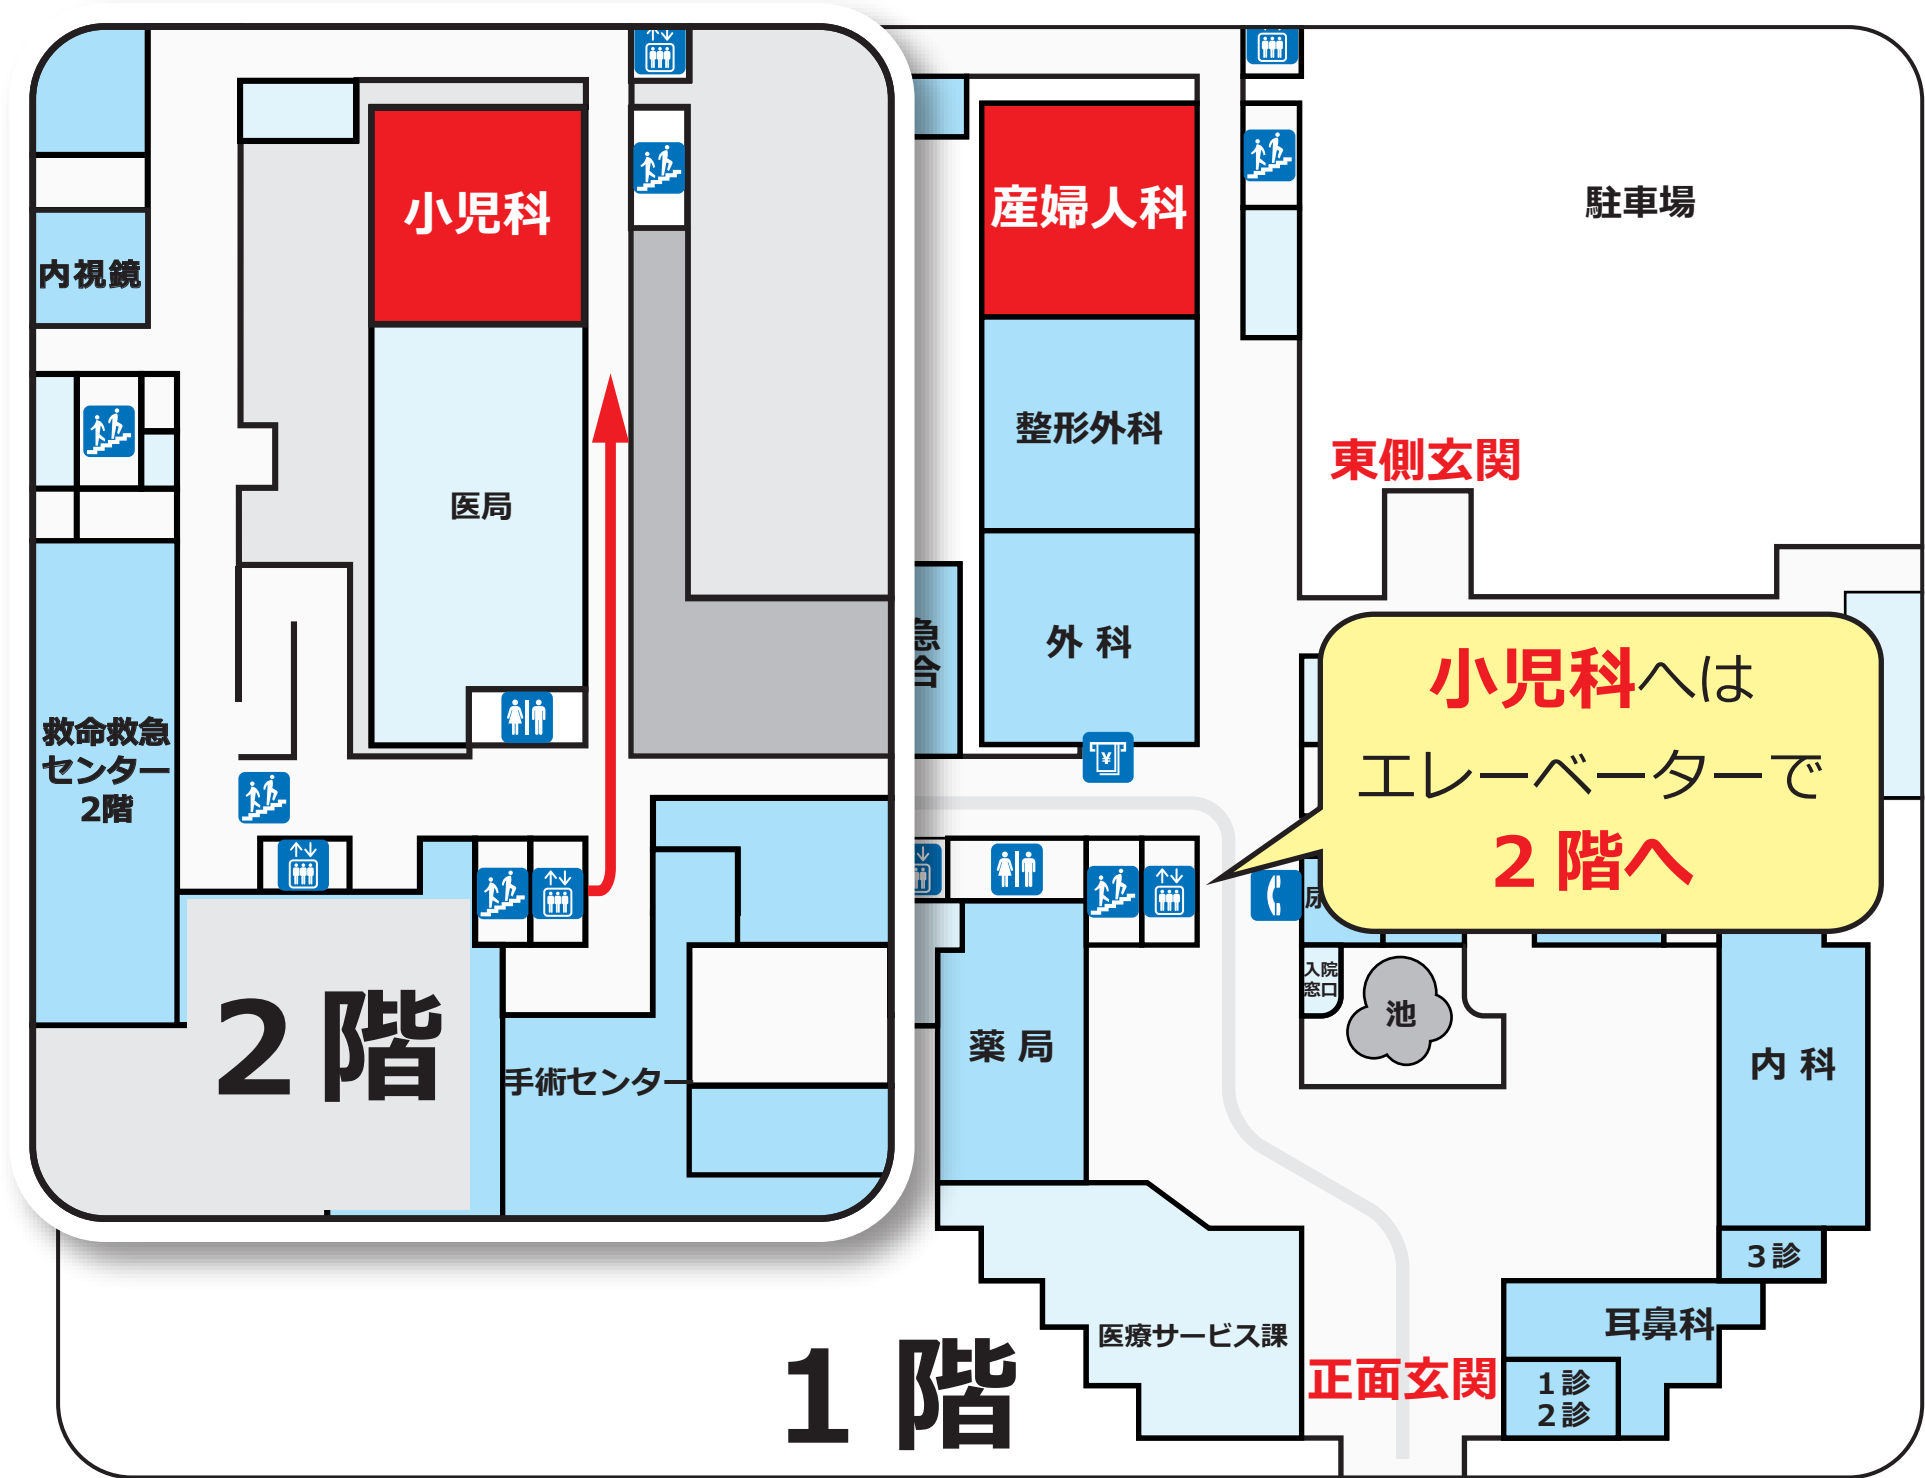 小児科
内視鏡
医局
救命救急
センター
2階
2階
手術センター
産婦人科
駐車場
整形外科
東側玄関
外科
小児科へは
エレーベーターで
2階へ
入院
窓口
池
薬局
内科
3診
医療サービス課
耳鼻科
1診
2診
正面玄関
1階